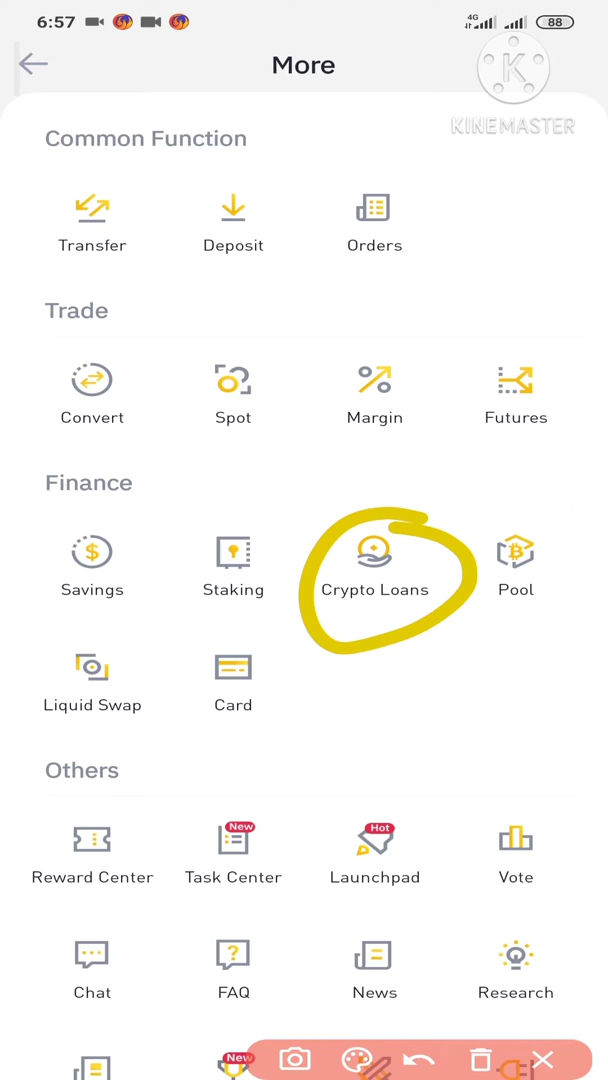 6:57 4G 88
More
K
KINEMASTER
Common Function
Transfer Deposit Orders
Trade
Convert Spot Margin Futures
Finance
Savings Staking Crypto Loans Pool
Liquid Swap Card
Others
New Hot
Reward Center Task Center Launchpad Vote
Chat FAQ News Research
New